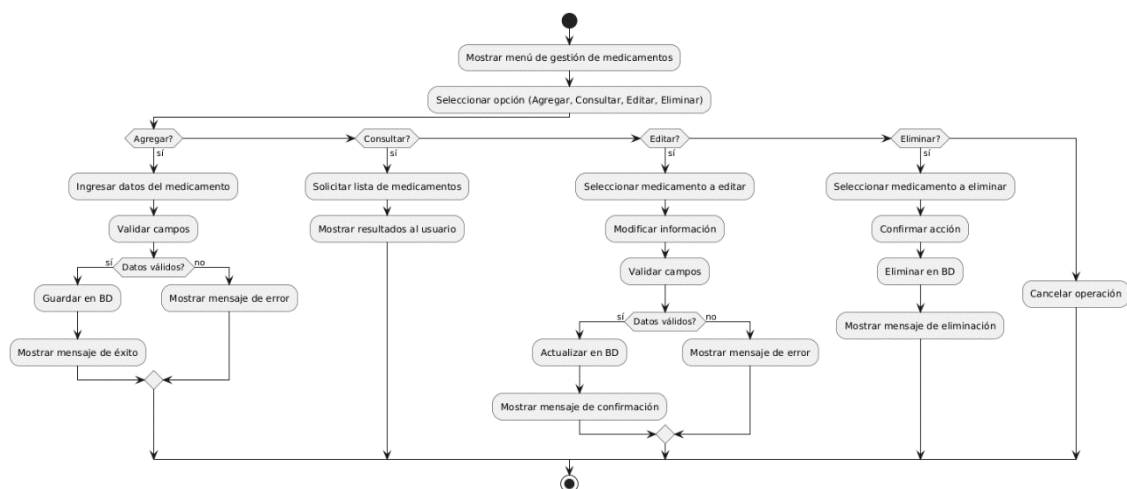 Mostrar menú de gestión de medicamentos
Seleccionar opción (Agregar, Consultar, Editar, Eliminar)
Agregar?
sí
Ingresar datos del medicamento
Validar campos
Datos válidos?
sí
no
Guardar en BD
Mostrar mensaje de éxito
Mostrar mensaje de error
Consultar?
sí
Solicitar lista de medicamentos
Mostrar resultados al usuario
Editar?
sí
Seleccionar medicamento a editar
Modificar información
Validar campos
Datos válidos?
sí
no
Actualizar en BD
Mostrar mensaje de confirmación
Mostrar mensaje de error
Eliminar?
sí
Seleccionar medicamento a eliminar
Confirmar acción
Eliminar en BD
Mostrar mensaje de eliminación
Cancelar operación